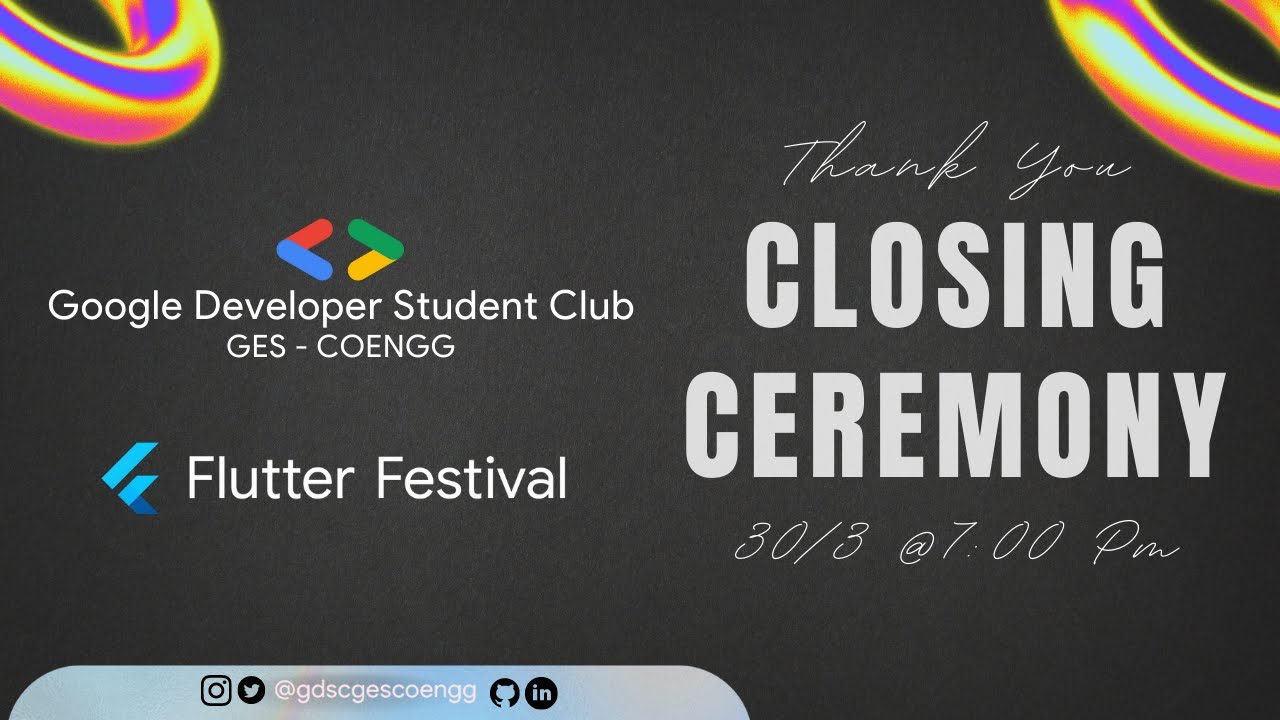 Google Developer Student Club
GES - COENGG
Flutter Festival
Thank You
CLOSING
CEREMONY
30/3 @7:00 Pm
@gdscgescoengg